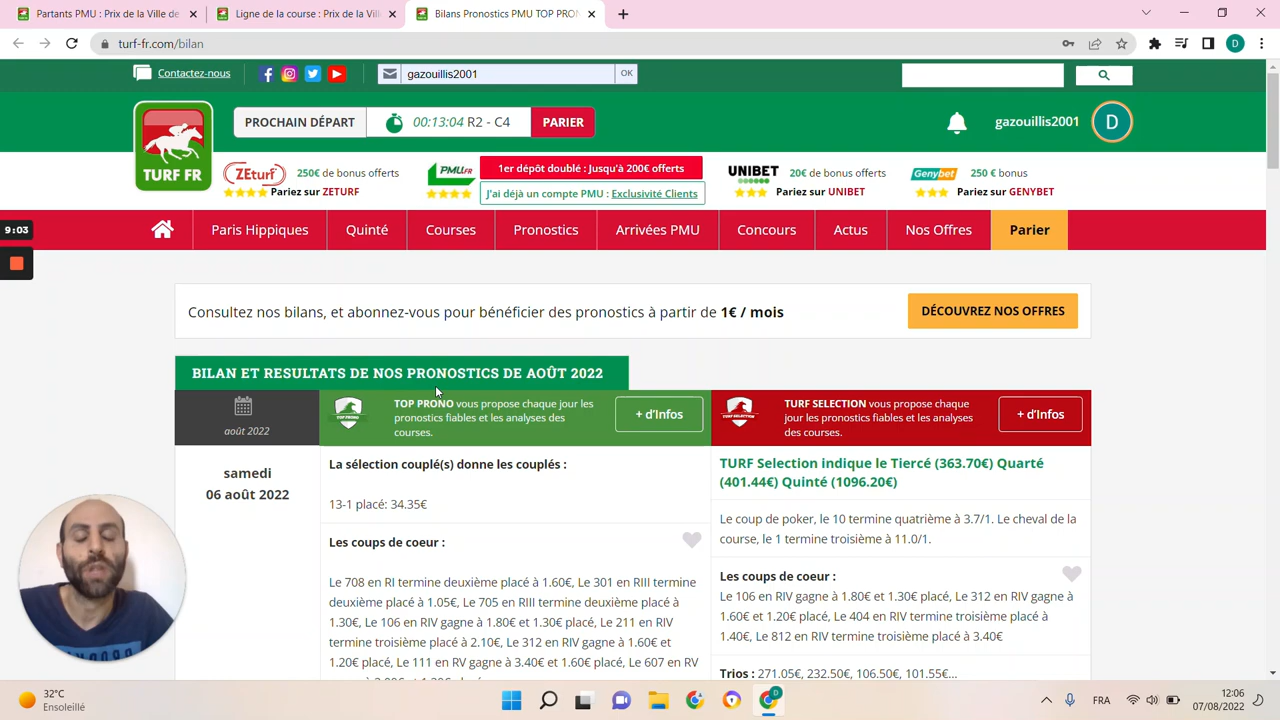 Partants PMU : Prix de la Ville de
Ligne de la course : Prix de la Vill
Bilans Pronostics PMU TOP PRON
turf-fr.com/bilan
D
Contactez-nous
gazouillis2001
OK
TURF FR
PROCHAIN DÉPART
00:13:04 R2 - C4
PARIER
gazouillis2001
D
ZEturf
250€ de bonus offerts
Pariez sur ZETURF
PMU.FR
1er dépôt doublé : Jusqu'à 200€ offerts
J'ai déjà un compte PMU : Exclusivité Clients
UNIBET
20€ de bonus offerts
Pariez sur UNIBET
Genybet
250 € bonus
Pariez sur GENYBET
9:03
Paris Hippiques
Quinté
Courses
Pronostics
Arrivées PMU
Concours
Actus
Nos Offres
Parier
Consultez nos bilans, et abonnez-vous pour bénéficier des pronostics à partir de 1€ / mois
DÉCOUVREZ NOS OFFRES
BILAN ET RESULTATS DE NOS PRONOSTICS DE AOÛT 2022
août 2022
TOP PRONO
TOP PRONO vous propose chaque jour les
pronostics fiables et les analyses des
courses.
+ d'Infos
TURF SELECTION
TURF SELECTION vous propose chaque
jour les pronostics fiables et les analyses
des courses.
+ d'Infos
samedi
06 août 2022
La sélection couplé(s) donne les couplés :
13-1 placé: 34.35€
Les coups de coeur :
Le 708 en RI termine deuxième placé à 1.60€, Le 301 en RIII termine
deuxième placé à 1.05€, Le 705 en RIII termine deuxième placé à
1.30€, Le 106 en RIV gagne à 1.80€ et 1.30€ placé, Le 211 en RIV
termine troisième placé à 2.10€, Le 312 en RIV gagne à 1.60€ et
1.20€ placé, Le 111 en RV gagne à 3.40€ et 1.60€ placé, Le 607 en RV
TURF Selection indique le Tiercé (363.70€) Quarté
(401.44€) Quinté (1096.20€)
Le coup de poker, le 10 termine quatrième à 3.7/1. Le cheval de la
course, le 1 termine troisième à 11.0/1.
Les coups de coeur :
Le 106 en RIV gagne à 1.80€ et 1.30€ placé, Le 312 en RIV gagne à
1.60€ et 1.20€ placé, Le 404 en RIV termine troisième placé à
1.40€, Le 812 en RIV termine troisième placé à 3.40€
Trios : 271.05€, 232.50€, 106.50€, 101.55€...
32°C
Ensoleillé
D
FRA
12:06
07/08/2022